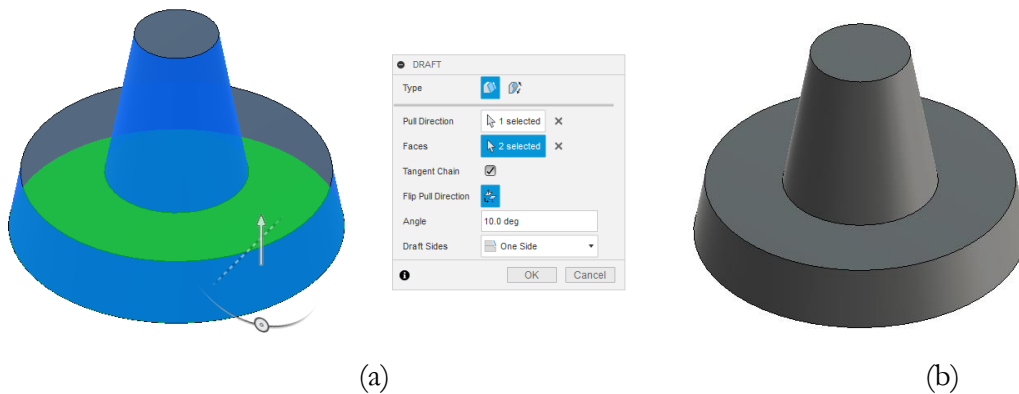 DRAFT
Type
Pull Direction 1 selected
Faces 2 selected
Tangent Chain
Flip Pull Direction
Angle 10.0 deg
Draft Sides One Side
OK Cancel
(a) (b)